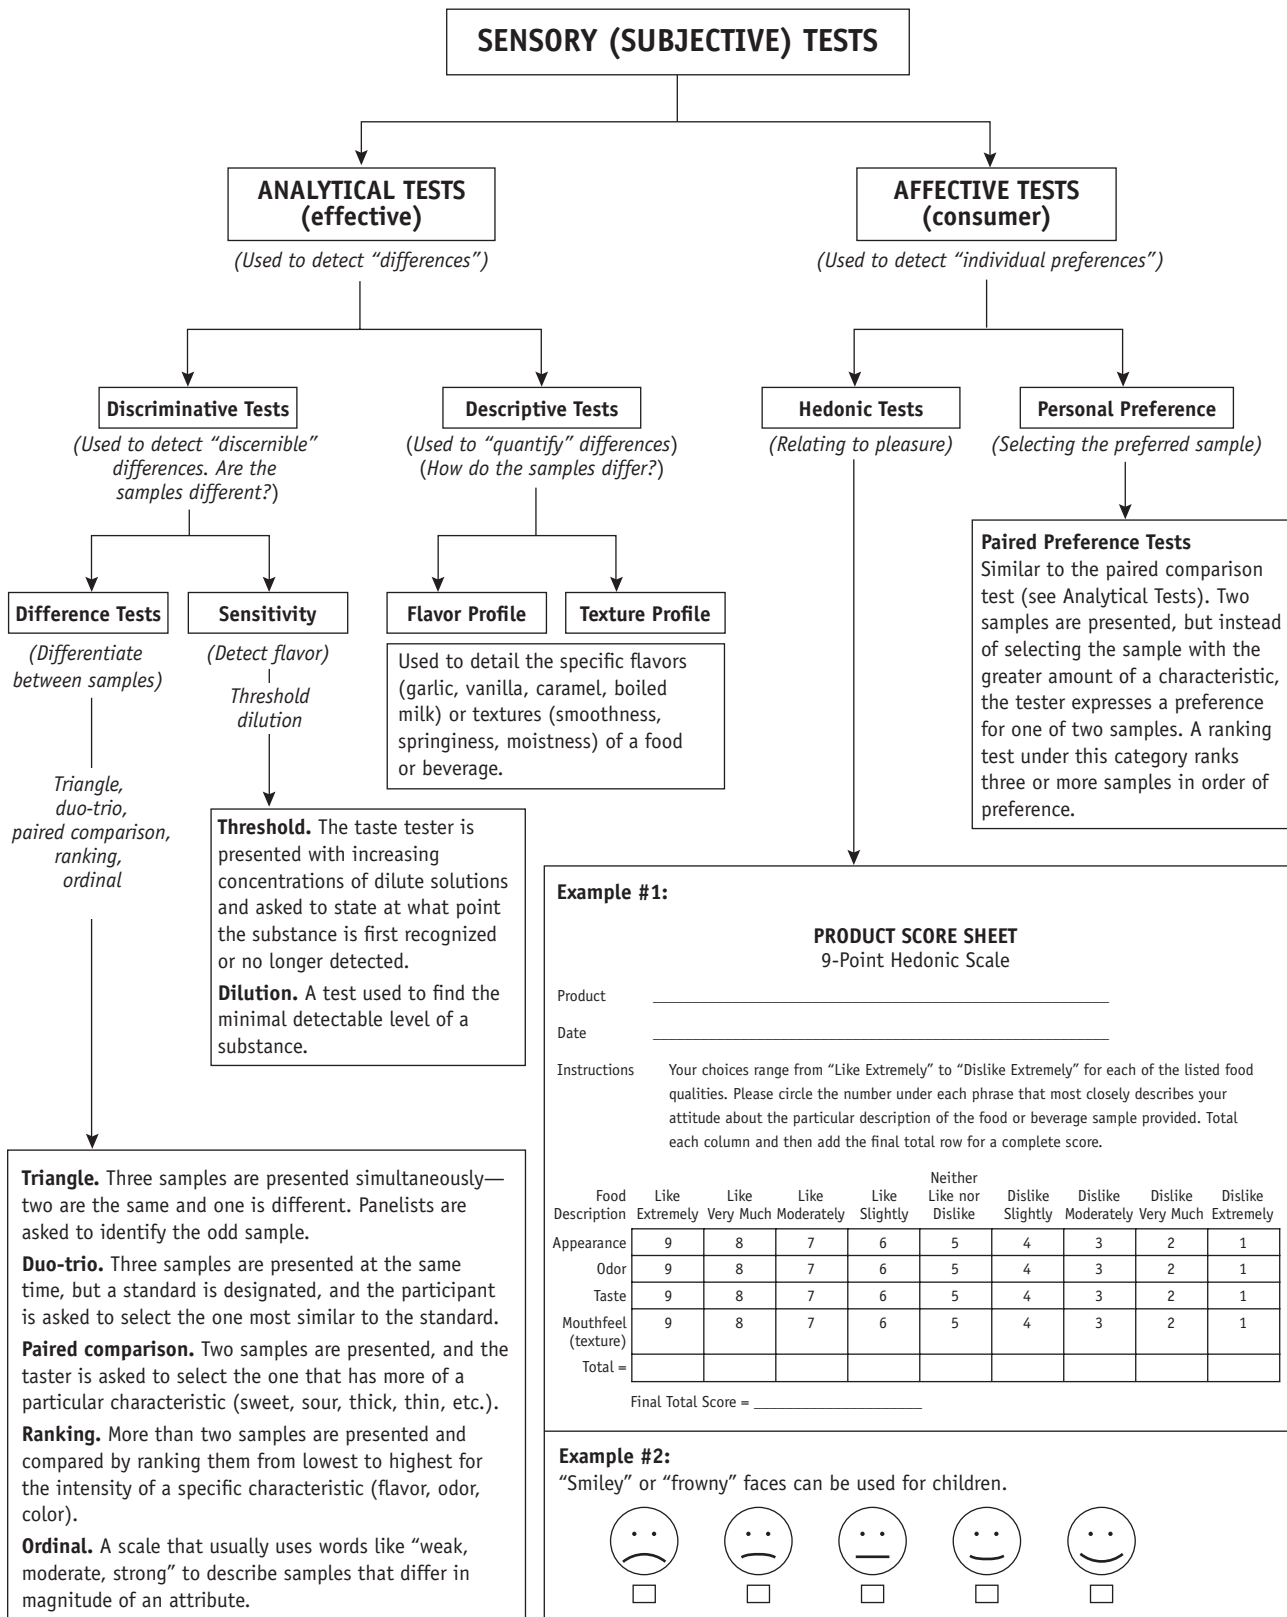 SENSORY (SUBJECTIVE) TESTS
ANALYTICAL TESTS
(effective)
(Used to detect “differences”)
AFFECTIVE TESTS
(consumer)
(Used to detect “individual preferences”)
Discriminative Tests
(Used to detect “discernible”
differences. Are the
samples different?)
Descriptive Tests
(Used to “quantify” differences)
(How do the samples differ?)
Hedonic Tests
(Relating to pleasure)
Personal Preference
(Selecting the preferred sample)
Difference Tests
(Differentiate
between samples)
Triangle,
duo-trio,
paired comparison,
ranking,
ordinal
Sensitivity
(Detect flavor)
Threshold
dilution
Flavor Profile
Texture Profile
Used to detail the specific flavors
(garlic, vanilla, caramel, boiled
milk) or textures (smoothness,
springiness, moistness) of a food
or beverage.
Paired Preference Tests
Similar to the paired comparison
test (see Analytical Tests). Two
samples are presented, but instead
of selecting the sample with the
greater amount of a characteristic,
the tester expresses a preference
for one of two samples. A ranking
test under this category ranks
three or more samples in order of
preference.
Threshold. The taste tester is
presented with increasing
concentrations of dilute solutions
and asked to state at what point
the substance is first recognized
or no longer detected.
Dilution. A test used to find the
minimal detectable level of a
substance.
Triangle. Three samples are presented simultaneously—
two are the same and one is different. Panelists are
asked to identify the odd sample.
Duo-trio. Three samples are presented at the same
time, but a standard is designated, and the participant
is asked to select the one most similar to the standard.
Paired comparison. Two samples are presented, and the
taster is asked to select the one that has more of a
particular characteristic (sweet, sour, thick, thin, etc.).
Ranking. More than two samples are presented and
compared by ranking them from lowest to highest for
the intensity of a specific characteristic (flavor, odor,
color).
Ordinal. A scale that usually uses words like “weak,
moderate, strong” to describe samples that differ in
magnitude of an attribute.
Example #1:
PRODUCT SCORE SHEET
9-Point Hedonic Scale
Product
Date
Instructions Your choices range from “Like Extremely” to “Dislike Extremely” for each of the listed food
qualities. Please circle the number under each phrase that most closely describes your
attitude about the particular description of the food or beverage sample provided. Total
each column and then add the final total row for a complete score.
Neither
Food Like Like Like Like Like nor Dislike Dislike Dislike Dislike
Description Extremely Very Much Moderately Slightly Dislike Slightly Moderately Very Much Extremely
Appearance 9 8 7 6 5 4 3 2 1
Odor 9 8 7 6 5 4 3 2 1
Taste 9 8 7 6 5 4 3 2 1
Mouthfeel 9 8 7 6 5 4 3 2 1
(texture)
Total =
Final Total Score =
Example #2:
“Smiley” or “frowny” faces can be used for children.